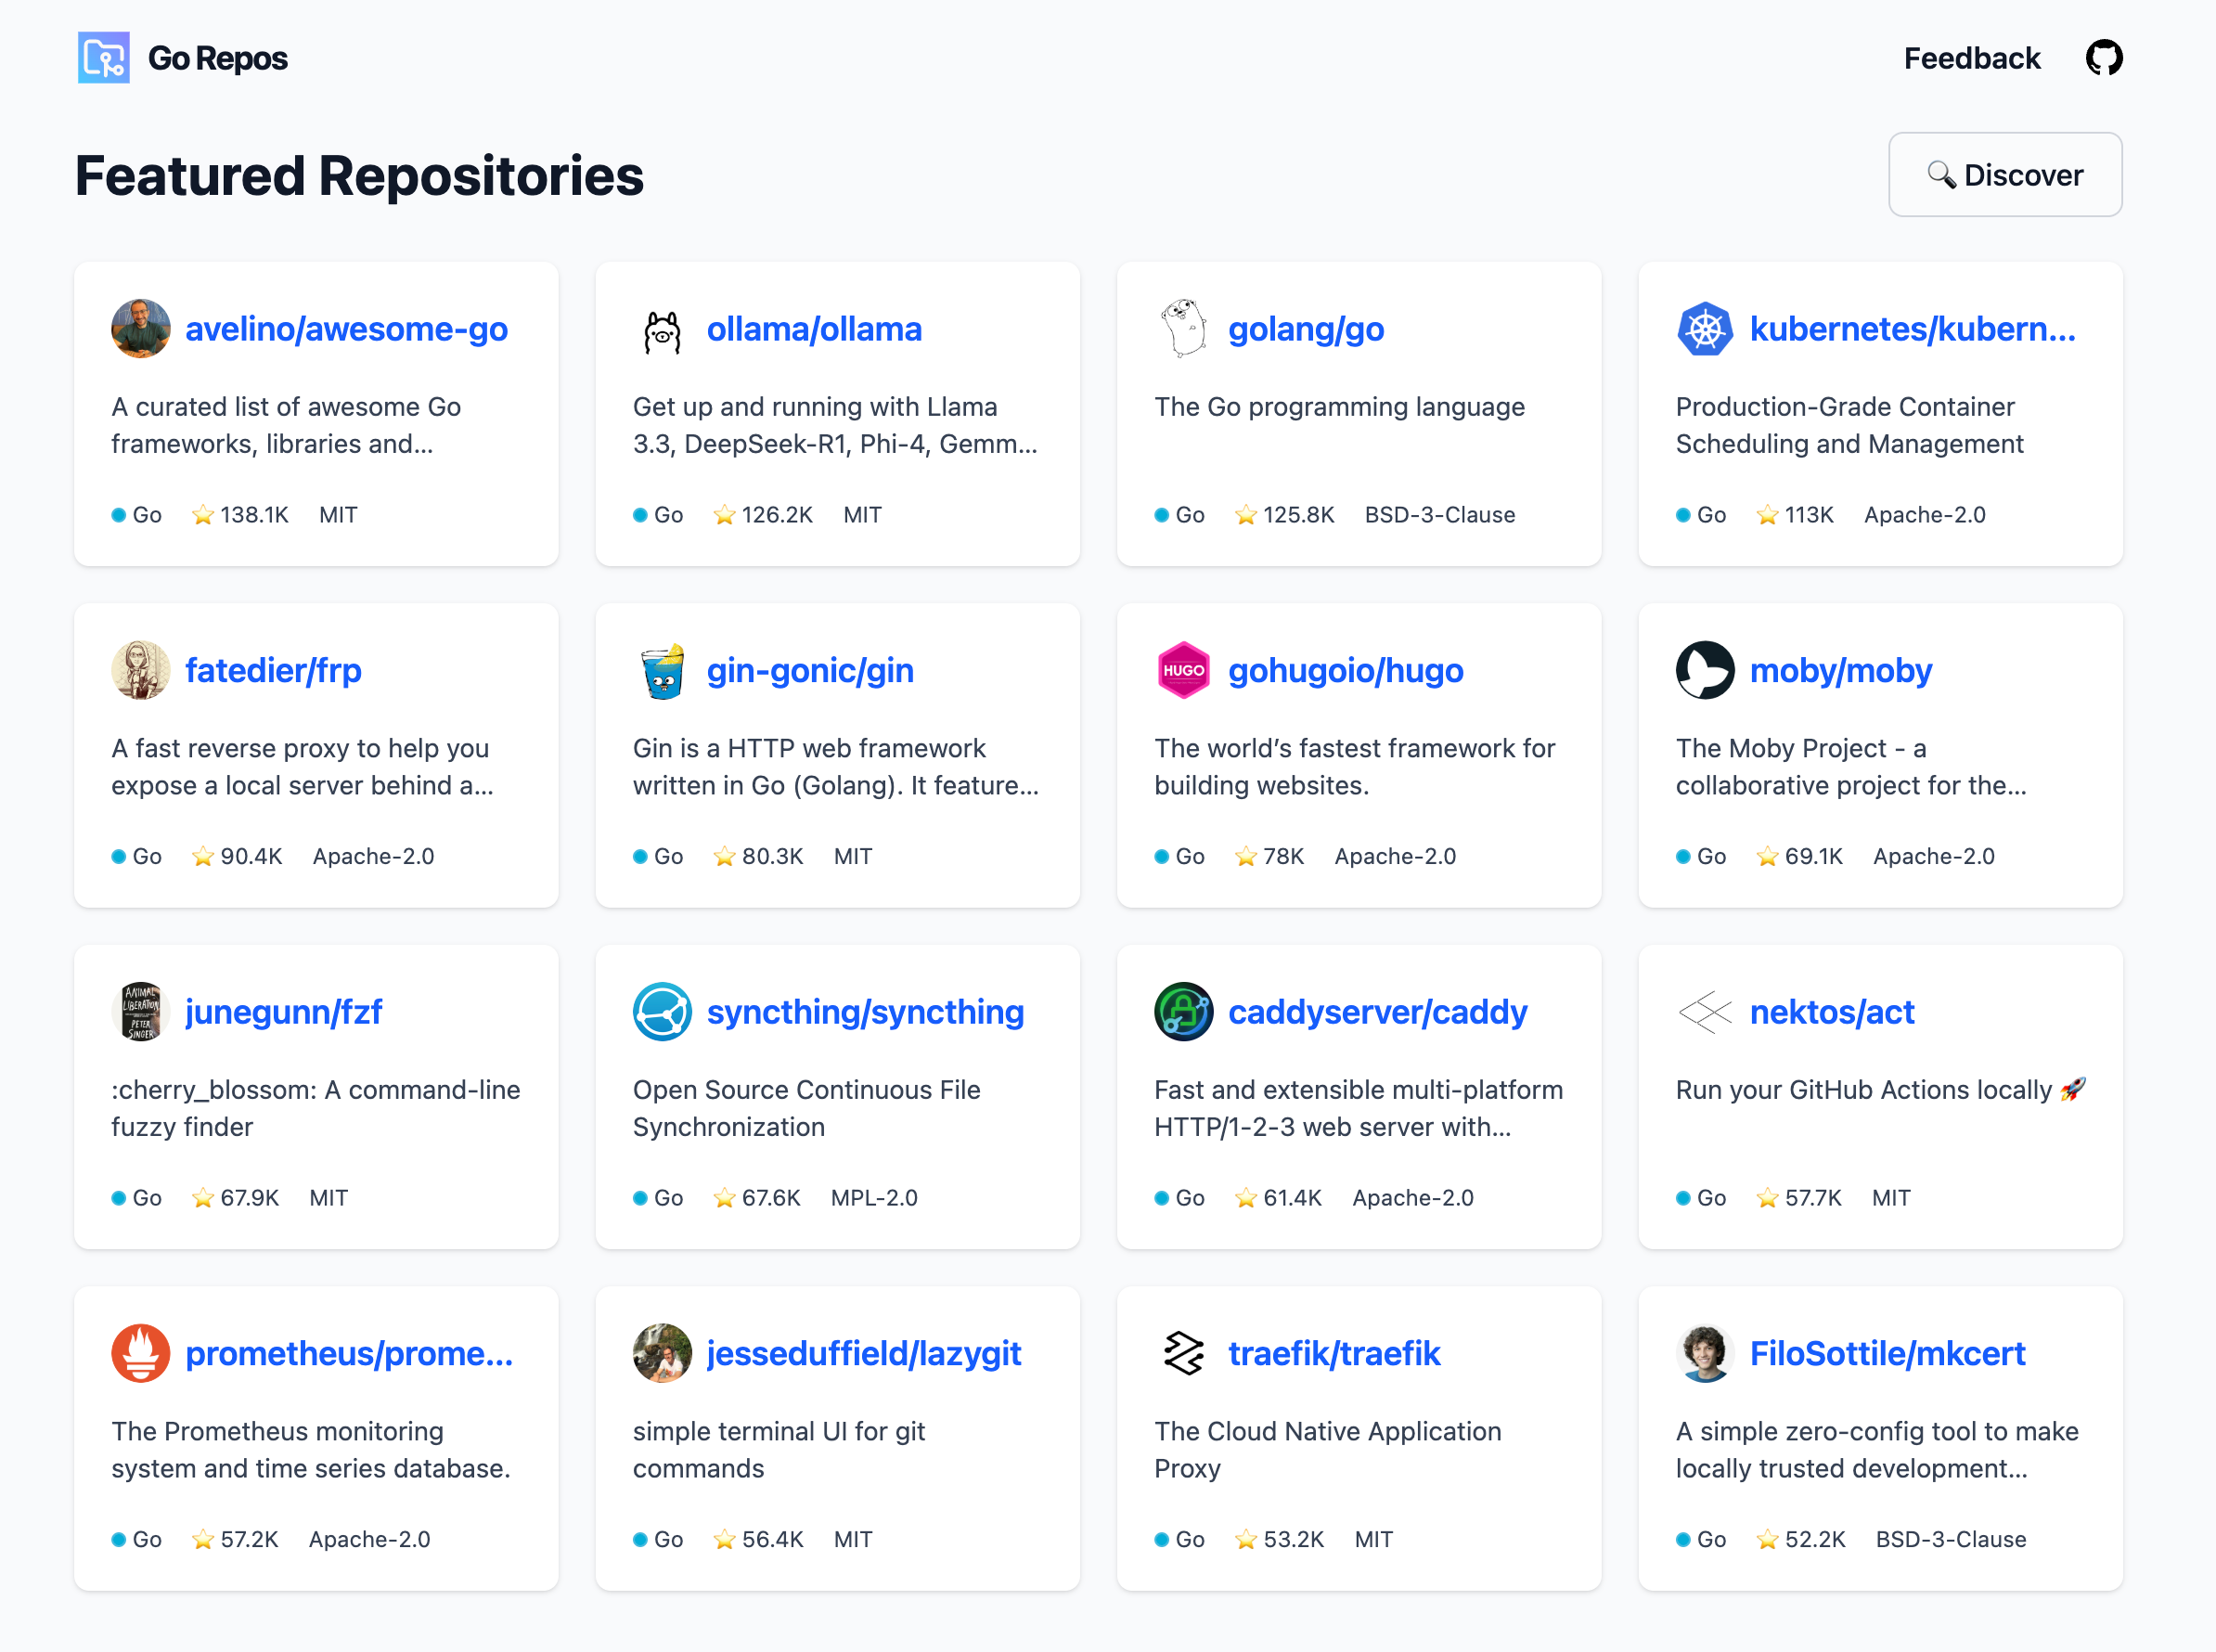 Go Repos
Feedback
Featured Repositories
🔍 Discover
avelino/awesome-go
A curated list of awesome Go
frameworks, libraries and...
Go ⭐ 138.1K MIT
ollama/ollama
Get up and running with Llama
3.3, DeepSeek-R1, Phi-4, Gemm...
Go ⭐ 126.2K MIT
golang/go
The Go programming language
Go ⭐ 125.8K BSD-3-Clause
kubernetes/kubern...
Production-Grade Container
Scheduling and Management
Go ⭐ 113K Apache-2.0
fatedier/frp
A fast reverse proxy to help you
expose a local server behind a...
Go ⭐ 90.4K Apache-2.0
gin-gonic/gin
Gin is a HTTP web framework
written in Go (Golang). It feature...
Go ⭐ 80.3K MIT
HUGO
gohugoio/hugo
The world’s fastest framework for
building websites.
Go ⭐ 78K Apache-2.0
moby/moby
The Moby Project - a
collaborative project for the...
Go ⭐ 69.1K Apache-2.0
ANIMAL
LIBERATION
PETER
SINGER
junegunn/fzf
:cherry_blossom: A command-line
fuzzy finder
Go ⭐ 67.9K MIT
syncthing/syncthing
Open Source Continuous File
Synchronization
Go ⭐ 67.6K MPL-2.0
caddyserver/caddy
Fast and extensible multi-platform
HTTP/1-2-3 web server with...
Go ⭐ 61.4K Apache-2.0
nektos/act
Run your GitHub Actions locally 🚀
Go ⭐ 57.7K MIT
prometheus/prome...
The Prometheus monitoring
system and time series database.
Go ⭐ 57.2K Apache-2.0
jesseduffield/lazygit
simple terminal UI for git
commands
Go ⭐ 56.4K MIT
traefik/traefik
The Cloud Native Application
Proxy
Go ⭐ 53.2K MIT
FiloSottile/mkcert
A simple zero-config tool to make
locally trusted development...
Go ⭐ 52.2K BSD-3-Clause